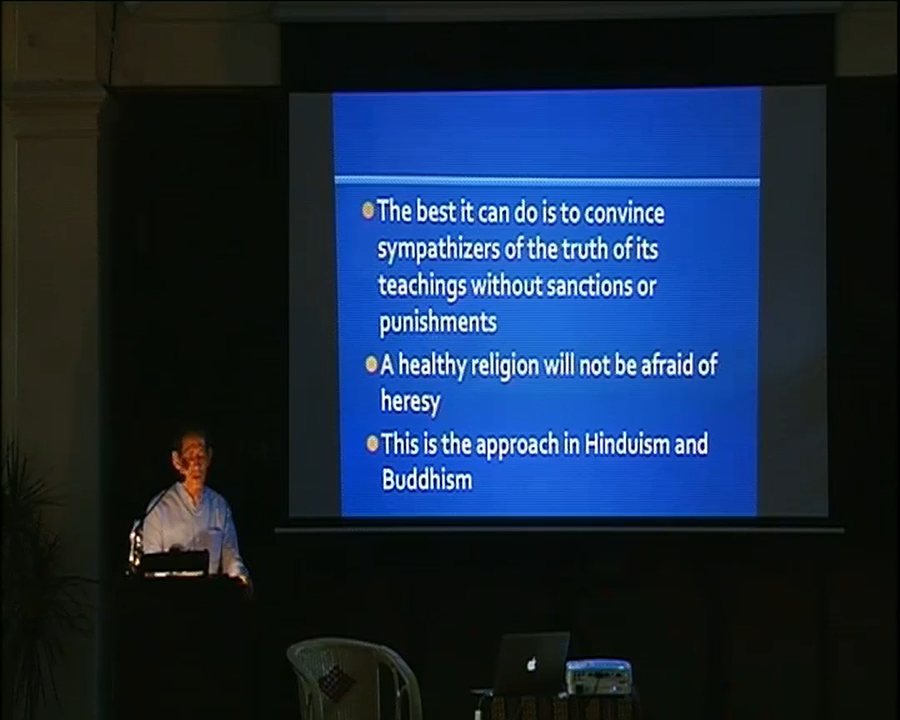 The best it can do is to convince
sympathizers of the truth of its
teachings without sanctions or
punishments
A healthy religion will not be afraid of
heresy
This is the approach in Hinduism and
Buddhism